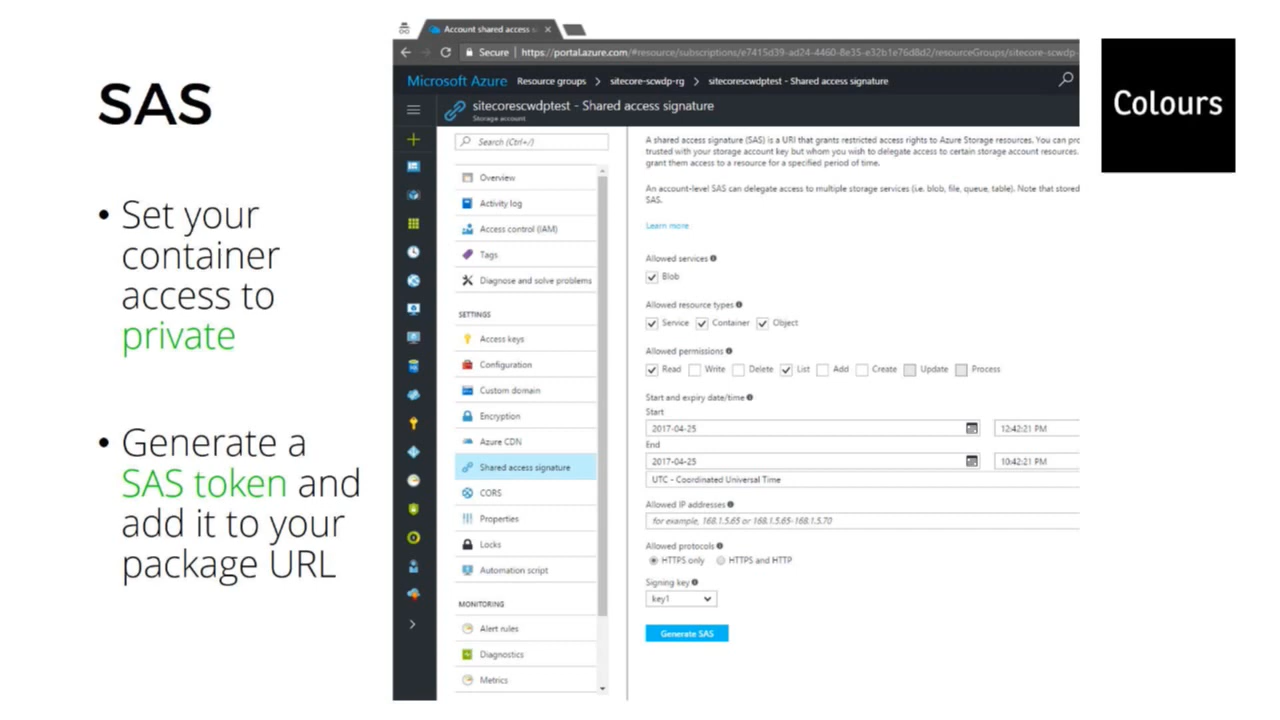 SAS
• Set your
container
access to
private
• Generate a
SAS token and
add it to your
package URL
Account shared access s
Secure | https://portal.azure.com/#resource/subscriptions/e7415d39-ad24-4460-8e35-e32b1e76d8d2/resourceGroups/sitecore-scwdp-
Microsoft Azure Resource groups > sitecore-scwdp-rg > sitecorescwdptest - Shared access signature
sitecorescwdptest - Shared access signature
Storage account
Search (Ctrl+/)
Overview
Activity log
Access control (IAM)
Tags
Diagnose and solve problems
SETTINGS
Access keys
Configuration
Custom domain
Encryption
Azure CDN
Shared access signature
CORS
Properties
Locks
Automation script
MONITORING
Alert rules
Diagnostics
Metrics
A shared access signature (SAS) is a URI that grants restricted access rights to Azure Storage resources. You can pro
trusted with your storage account key but whom you wish to delegate access to certain storage account resources.
grant them access to a resource for a specified period of time.
An account-level SAS can delegate access to multiple storage services (i.e. blob, file, queue, table). Note that stored
SAS.
Learn more
Allowed services
Blob
Allowed resource types
Service Container Object
Allowed permissions
Read Write Delete List Add Create Update Process
Start and expiry date/time
Start
2017-04-25 12:42:21 PM
End
2017-04-25 10:42:21 PM
UTC - Coordinated Universal Time
Allowed IP addresses
for example, 168.1.5.65 or 168.1.5.65-168.1.5.70
Allowed protocols
HTTPS only HTTPS and HTTP
Signing key
key1
Generate SAS
Colours